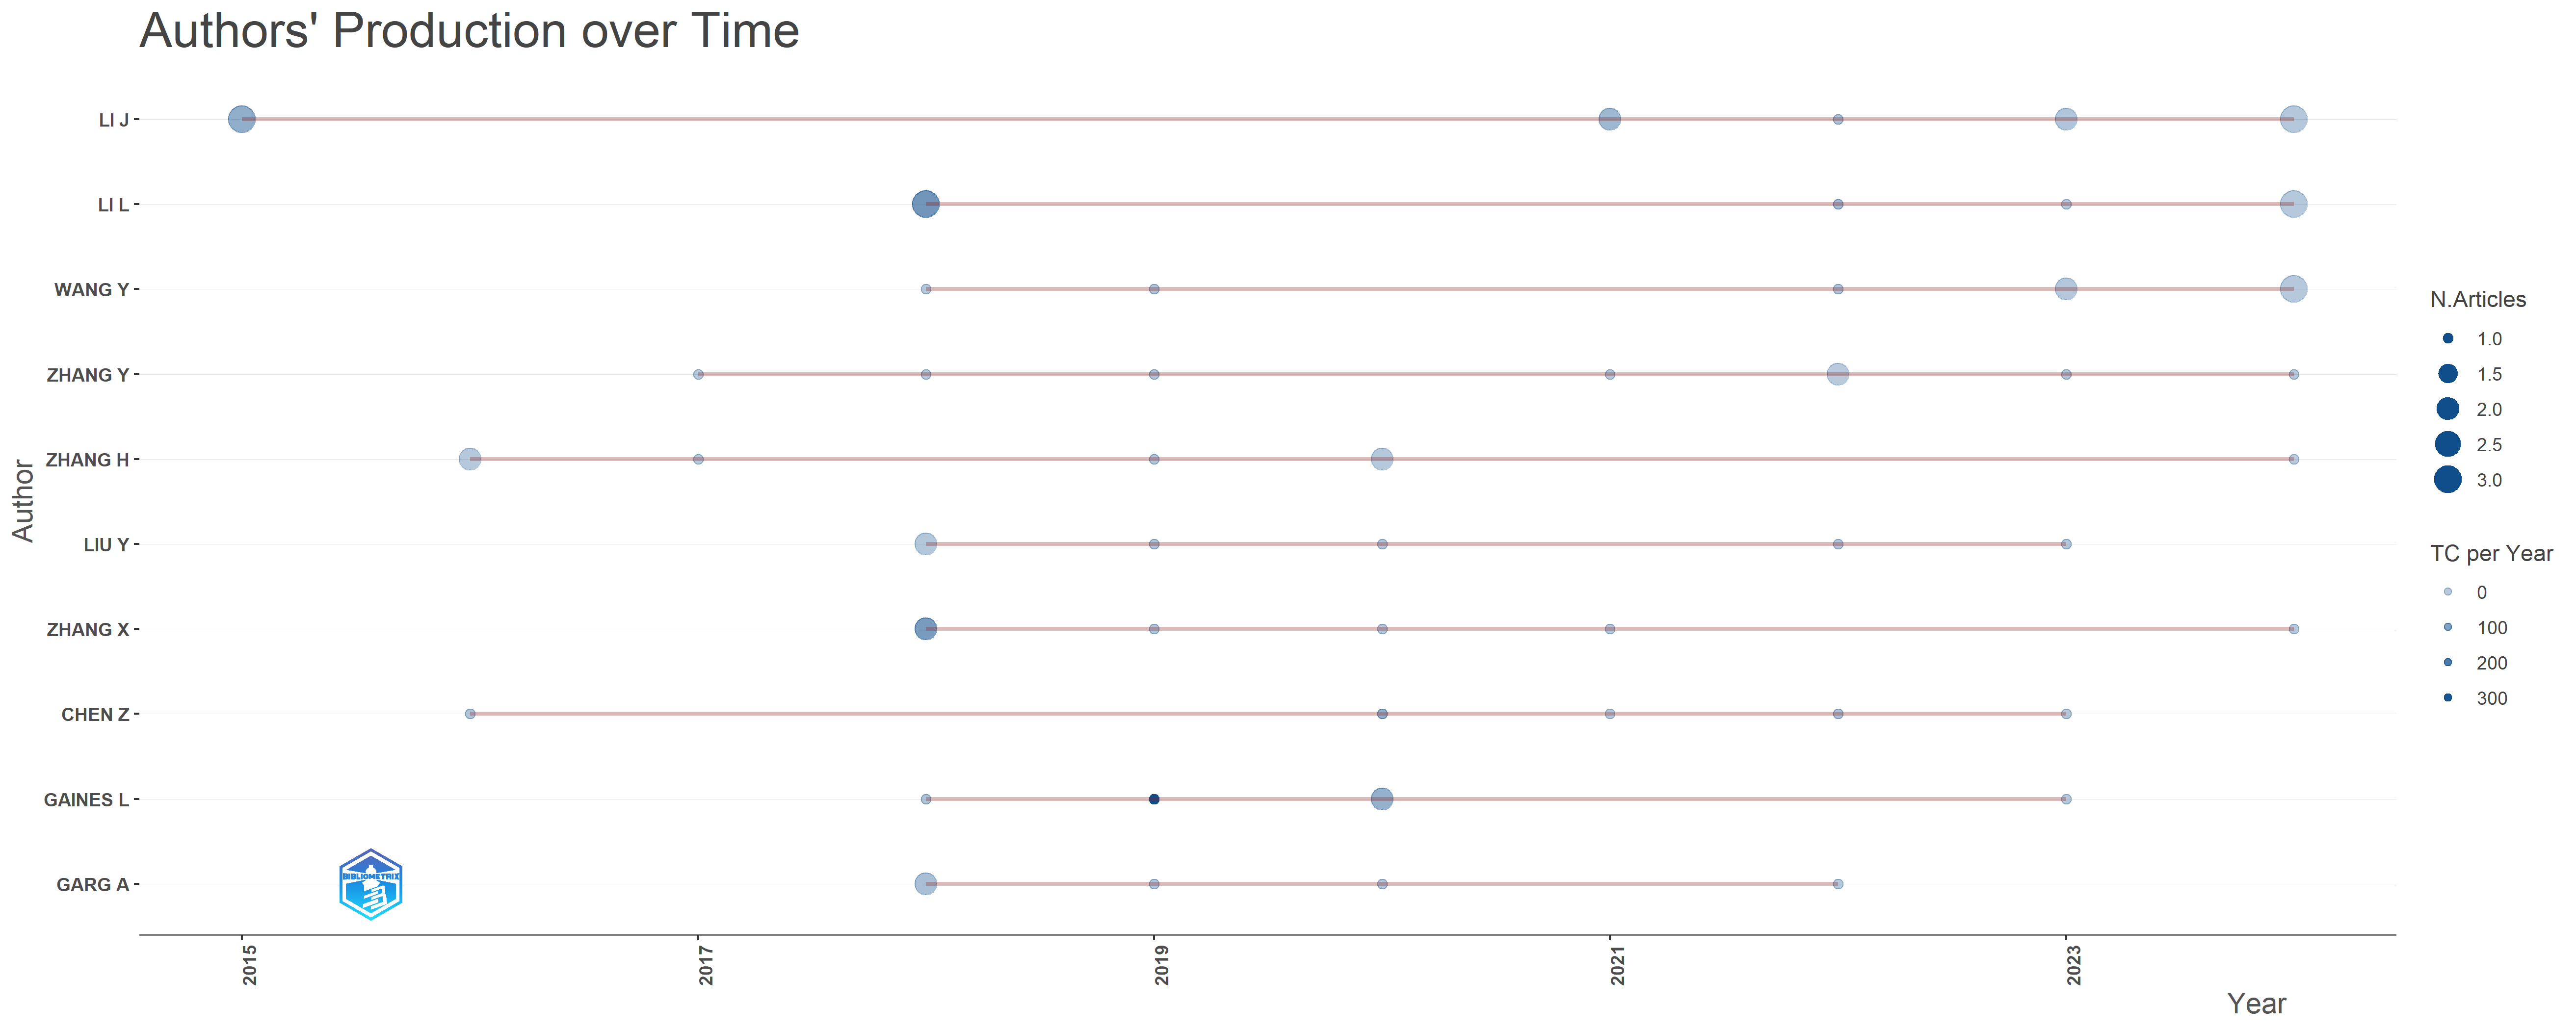 Authors' Production over Time
LI J
LI L
WANG Y
ZHANG Y
ZHANG H
LIU Y
ZHANG X
CHEN Z
GAINES L
GARG A
Author
BIBLIOMETRIX
2015
2017
2019
2021
2023
Year
N.Articles
1.0
1.5
2.0
2.5
3.0
TC per Year
0
100
200
300